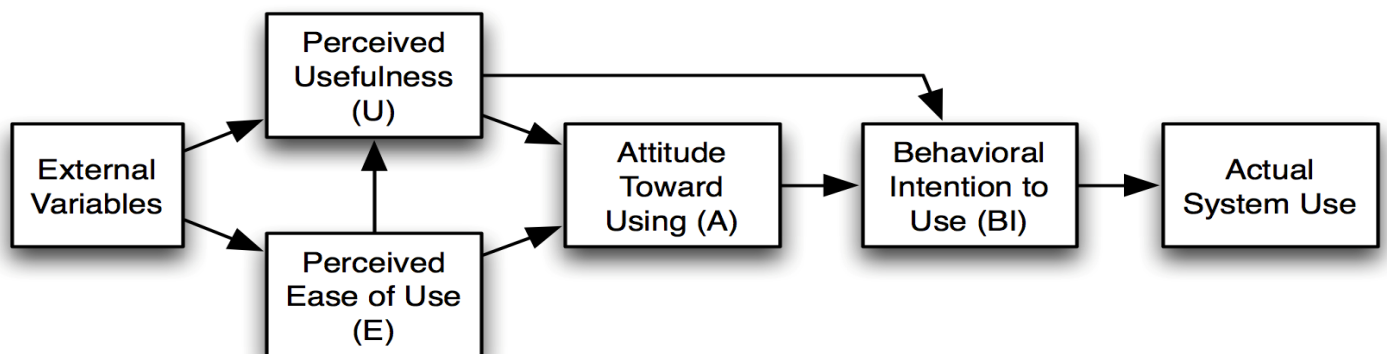 External
Variables
Perceived
Usefulness
(U)
Perceived
Ease of Use
(E)
Attitude
Toward
Using (A)
Behavioral
Intention to
Use (BI)
Actual
System Use